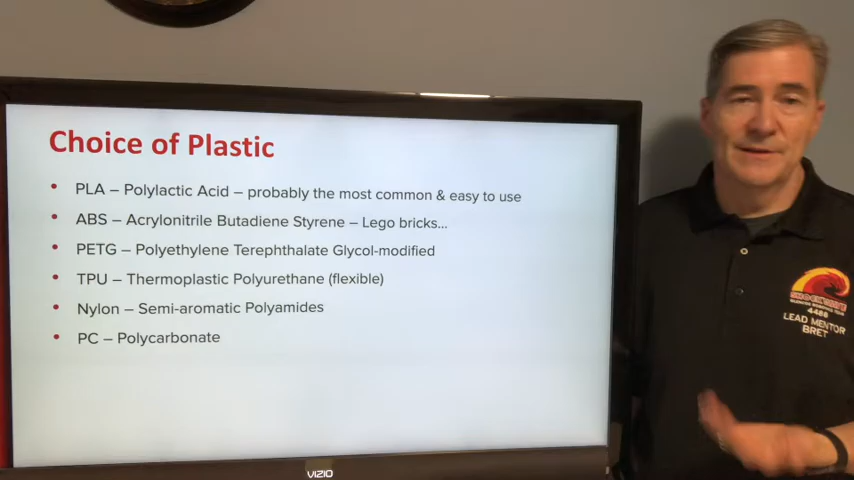 Choice of Plastic
• PLA – Polylactic Acid – probably the most common & easy to use
• ABS – Acrylonitrile Butadiene Styrene – Lego bricks...
• PETG – Polyethylene Terephthalate Glycol-modified
• TPU – Thermoplastic Polyurethane (flexible)
• Nylon – Semi-aromatic Polyamides
• PC – Polycarbonate
VIZIO
4488
LEAD MENTOR
BRET